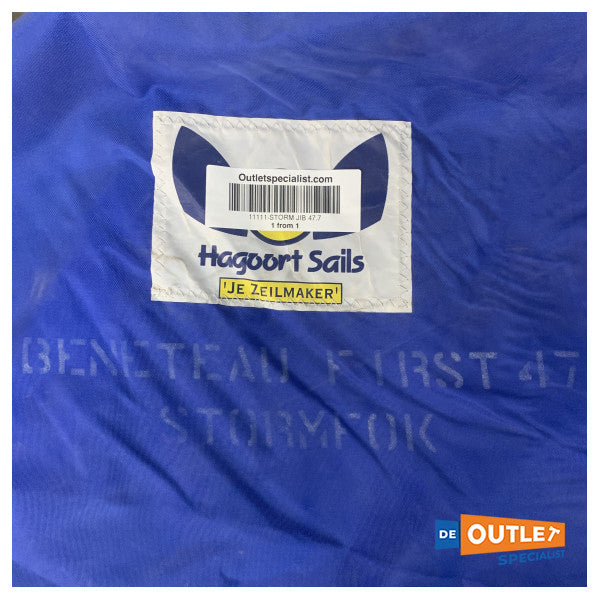 Outletspecialist.com
11111 STORM JIB 47.7
1 from 1
Hagoort Sails
'JE ZEILMAKER'
BENETEAU FIRST 47
STORMFOK
DE OUTLET
SPECIALIST